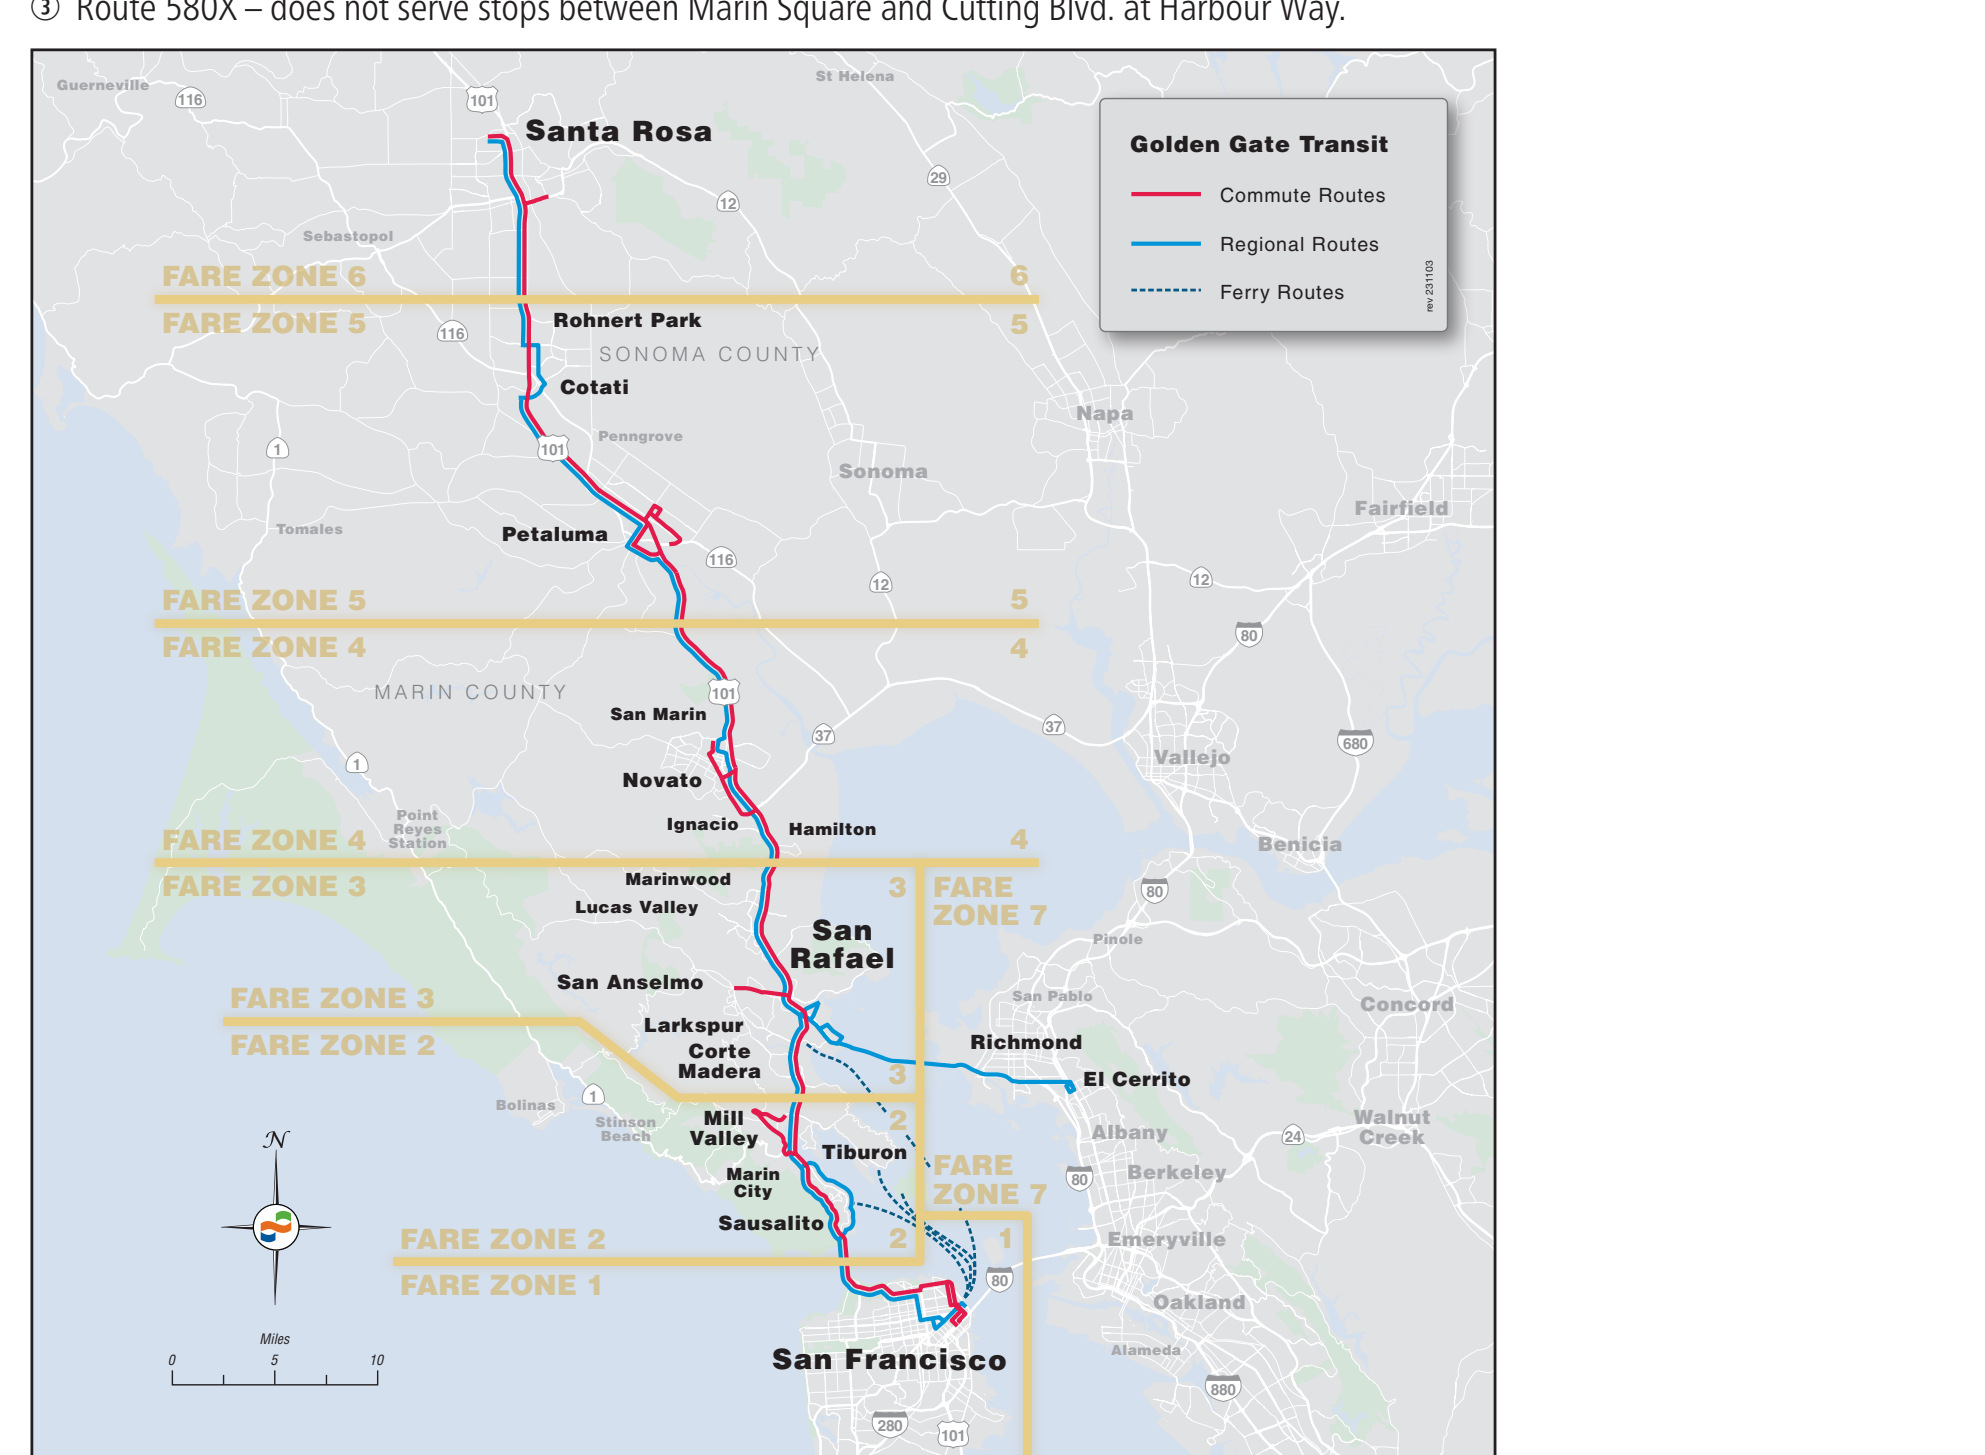 ③ Route 580X – does not serve stops between Marin Square and Cutting Blvd. at Harbour Way.
Guerneville
116
101
St Helena
Santa Rosa
Golden Gate Transit
Commute Routes
Regional Routes
Ferry Routes
rev 231103
29
12
Sebastopol
FARE ZONE 6
6
FARE ZONE 5
5
Rohnert Park
116
SONOMA COUNTY
Cotati
Napa
1
101
Penngrove
Sonoma
Fairfield
Tomales
Petaluma
116
12
12
FARE ZONE 5
5
FARE ZONE 4
4
80
MARIN COUNTY
101
San Marin
37
37
680
1
Vallejo
Novato
Point
Reyes
Station
Ignacio
Hamilton
Benicia
FARE ZONE 4
4
FARE ZONE 3
3
FARE
ZONE 7
80
Marinwood
Lucas Valley
San
Rafael
Pinole
San Anselmo
San Pablo
Concord
FARE ZONE 3
FARE ZONE 2
Larkspur
Corte
Madera
Richmond
3
El Cerrito
Bolinas
1
Stinson
Beach
Mill
Valley
2
Albany
24
Walnut
Creek
N
Tiburon
FARE
ZONE 7
80
Berkeley
Marin
City
Sausalito
FARE ZONE 2
2
1
Emeryville
FARE ZONE 1
80
Oakland
Miles
0 5 10
San Francisco
Alameda
880
280
101